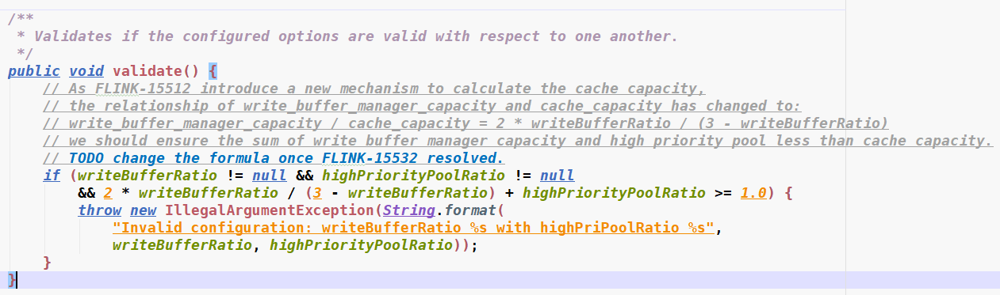 /**
 * Validates if the configured options are valid with respect to one another.
 */
public void validate() {
    // As FLINK-15512 introduce a new mechanism to calculate the cache capacity,
    // the relationship of write_buffer_manager_capacity and cache_capacity has changed to:
    // write_buffer_manager_capacity / cache_capacity = 2 * writeBufferRatio / (3 - writeBufferRatio)
    // we should ensure the sum of write buffer manager capacity and high priority pool less than cache capacity.
    // TODO change the formula once FLINK-15532 resolved.
    if (writeBufferRatio != null && highPriorityPoolRatio != null
        && 2 * writeBufferRatio / (3 - writeBufferRatio) + highPriorityPoolRatio >= 1.0) {
        throw new IllegalArgumentException(String.format(
            "Invalid configuration: writeBufferRatio %s with highPriPoolRatio %s",
            writeBufferRatio, highPriorityPoolRatio));
    }
}